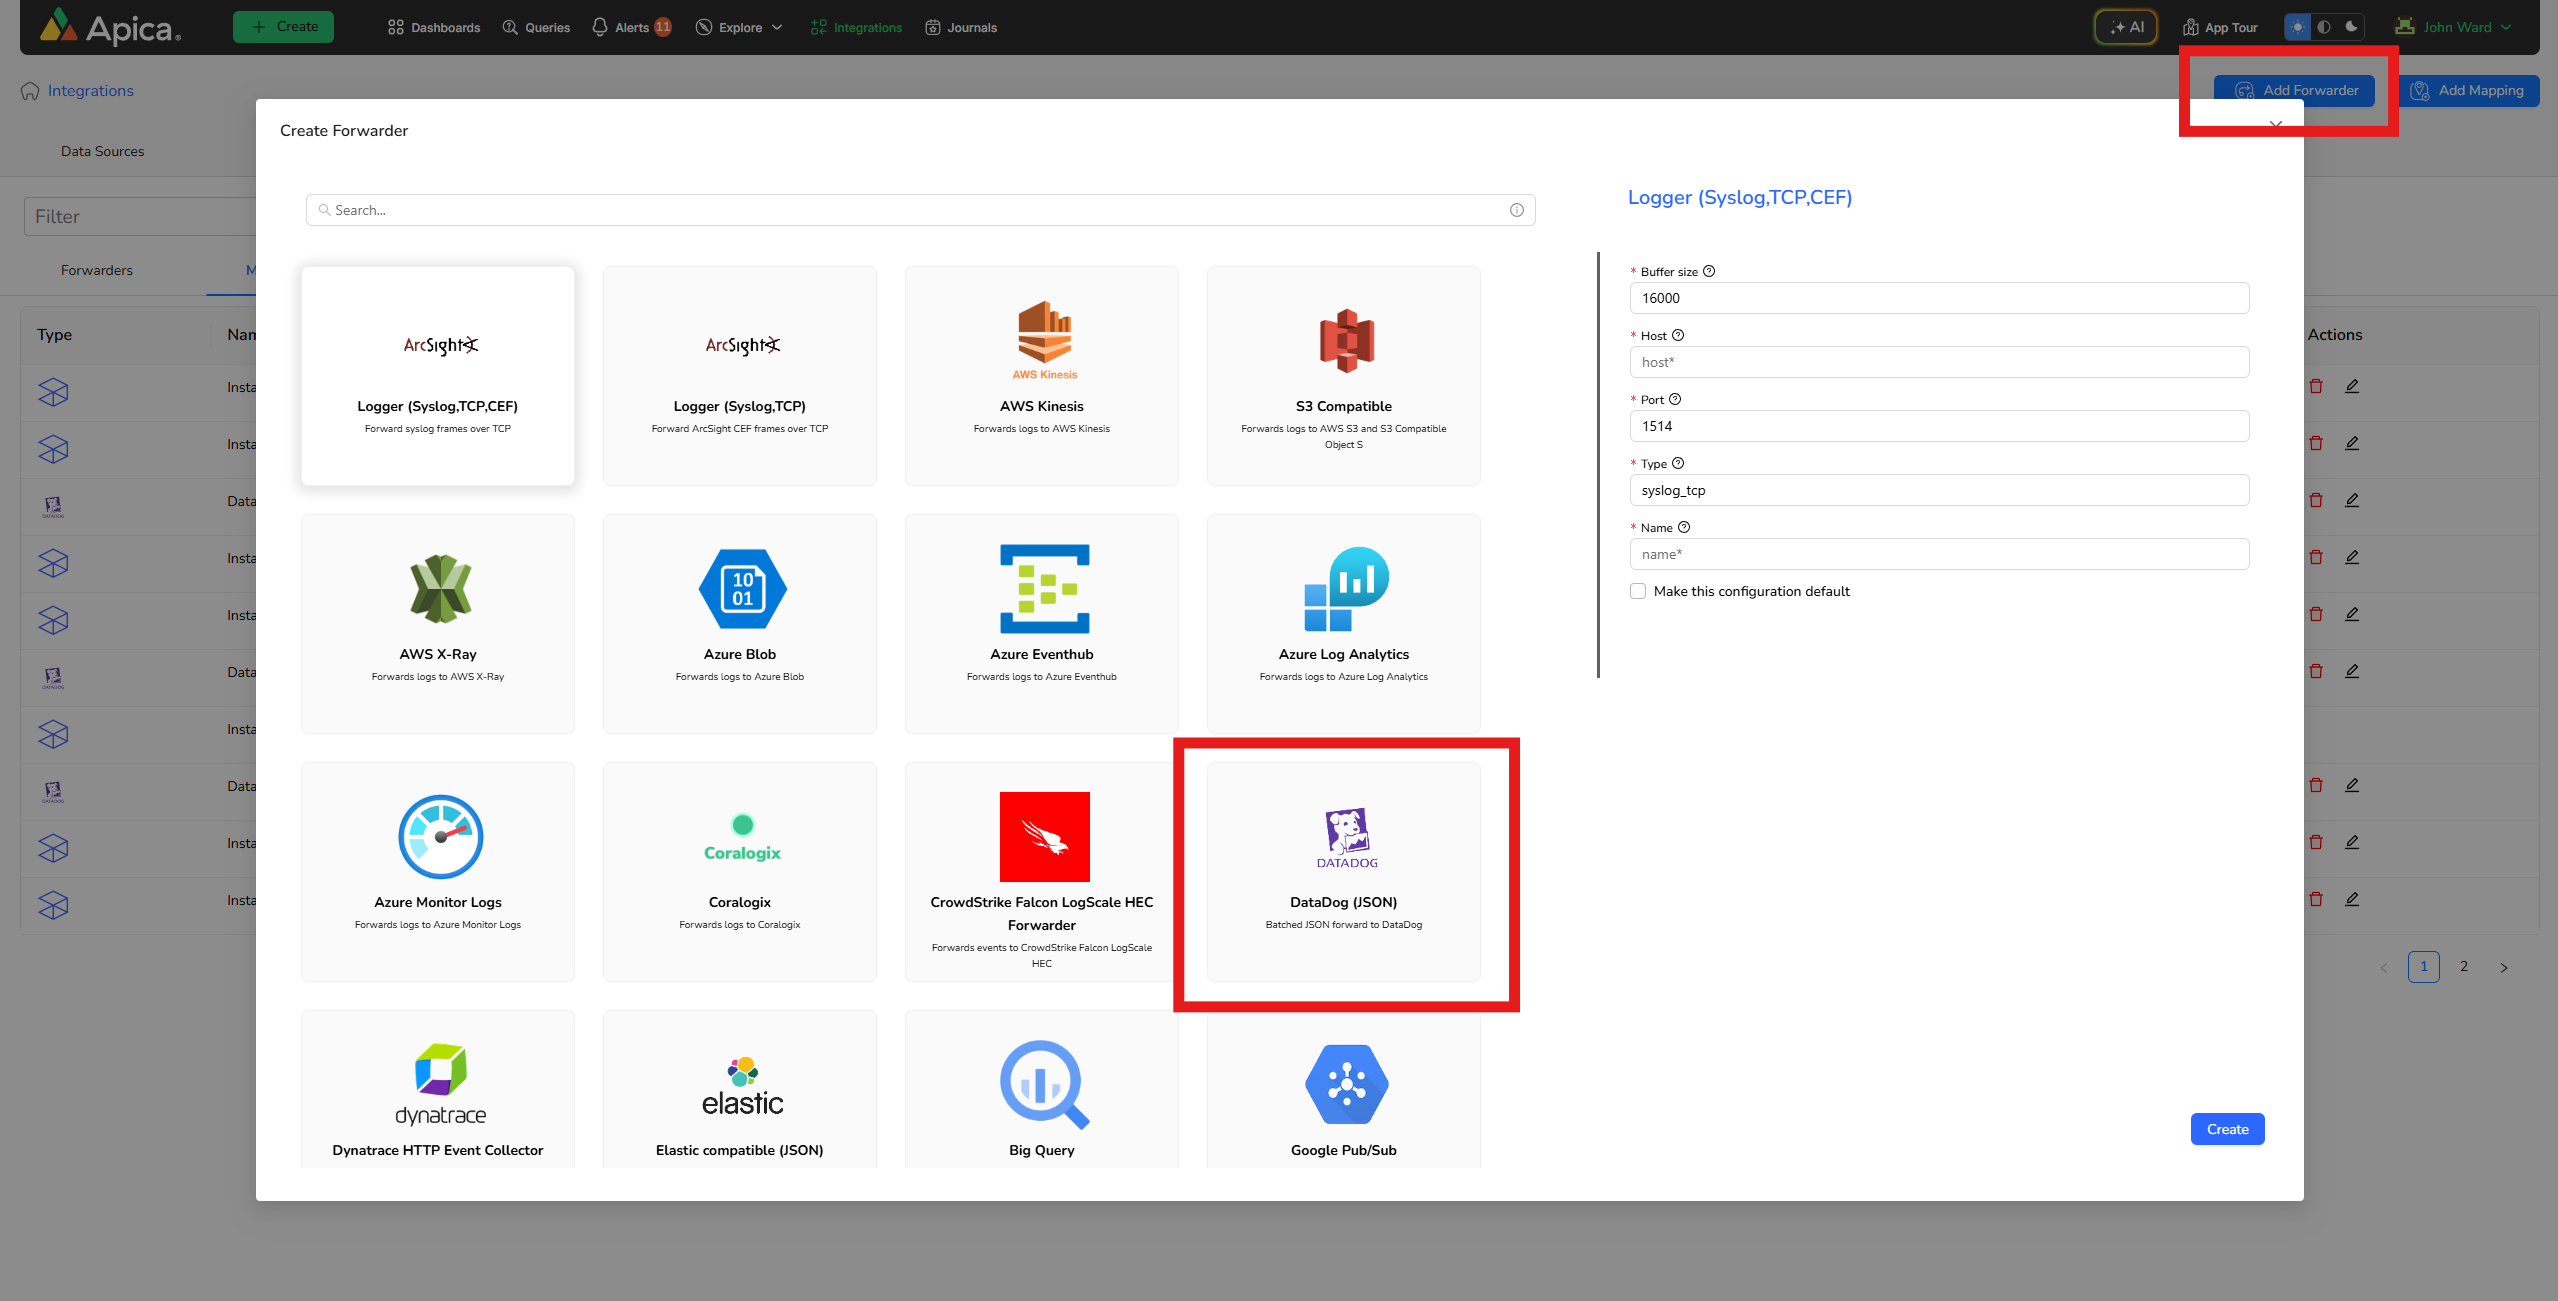 Apica.
Create
Dashboards
Queries
Alerts 11
Explore
Integrations
Journals
AI
App Tour
John Ward
Integrations
Add Forwarder
Add Mapping
Create Forwarder
Data Sources
Filter
Forwarders
M
Type
Nam
Actions
Insta
Insta
DATADOG
Data
Insta
Insta
DATADOG
Data
Insta
DATADOG
Data
Insta
Insta
Search...
ArcSight
Logger (Syslog,TCP,CEF)
Forward syslog frames over TCP
ArcSight
Logger (Syslog,TCP)
Forward ArcSight CEF frames over TCP
AWS Kinesis
AWS Kinesis
Forwards logs to AWS Kinesis
S3 Compatible
Forwards logs to AWS S3 and S3 Compatible
Object S
AWS X-Ray
Forwards logs to AWS X-Ray
10
01
Azure Blob
Forwards logs to Azure Blob
Azure Eventhub
Forwards logs to Azure Eventhub
Azure Log Analytics
Forwards logs to Azure Log Analytics
Azure Monitor Logs
Forwards logs to Azure Monitor Logs
Coralogix
Coralogix
Forwards logs to Coralogix
CrowdStrike Falcon LogScale HEC
Forwarder
Forwards events to CrowdStrike Falcon LogScale
HEC
DATADOG
DataDog (JSON)
Batched JSON forward to DataDog
dynatrace
Dynatrace HTTP Event Collector
elastic
Elastic compatible (JSON)
Big Query
Google Pub/Sub
Logger (Syslog,TCP,CEF)
* Buffer size
16000
* Host
host*
* Port
1514
* Type
syslog_tcp
* Name
name*
Make this configuration default
Create
1
2